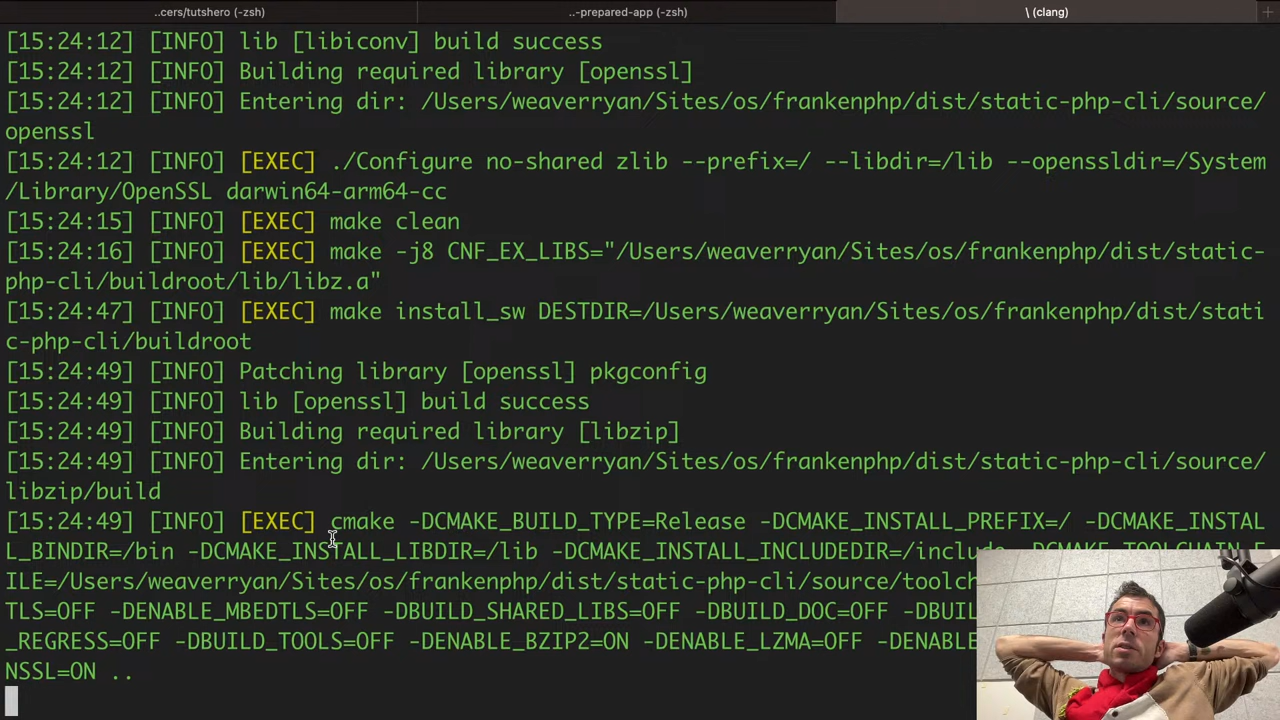 ..cers/tutshero (-zsh)
..-prepared-app (-zsh)
\ (clang)
[15:24:12] [INFO] lib [libiconv] build success
[15:24:12] [INFO] Building required library [openssl]
[15:24:12] [INFO] Entering dir: /Users/weaverryan/Sites/os/frankenphp/dist/static-php-cli/source/
openssl
[15:24:12] [INFO] [EXEC] ./Configure no-shared zlib --prefix=/ --libdir=/lib --openssldir=/System
/Library/OpenSSL darwin64-arm64-cc
[15:24:15] [INFO] [EXEC] make clean
[15:24:16] [INFO] [EXEC] make -j8 CNF_EX_LIBS="/Users/weaverryan/Sites/os/frankenphp/dist/static-
php-cli/buildroot/lib/libz.a"
[15:24:47] [INFO] [EXEC] make install_sw DESTDIR=/Users/weaverryan/Sites/os/frankenphp/dist/stati
c-php-cli/buildroot
[15:24:49] [INFO] Patching library [openssl] pkgconfig
[15:24:49] [INFO] lib [openssl] build success
[15:24:49] [INFO] Building required library [libzip]
[15:24:49] [INFO] Entering dir: /Users/weaverryan/Sites/os/frankenphp/dist/static-php-cli/source/
libzip/build
[15:24:49] [INFO] [EXEC] cmake -DCMAKE_BUILD_TYPE=Release -DCMAKE_INSTALL_PREFIX=/ -DCMAKE_INSTAL
L_BINDIR=/bin -DCMAKE_INSTALL_LIBDIR=/lib -DCMAKE_INSTALL_INCLUDEDIR=/include -DCMAKE_TOOLCHAIN_F
ILE=/Users/weaverryan/Sites/os/frankenphp/dist/static-php-cli/source/toolch
TLS=OFF -DENABLE_MBEDTLS=OFF -DBUILD_SHARED_LIBS=OFF -DBUILD_DOC=OFF -DBUIL
_REGRESS=OFF -DBUILD_TOOLS=OFF -DENABLE_BZIP2=ON -DENABLE_LZMA=OFF -DENABLE
NSSL=ON ..